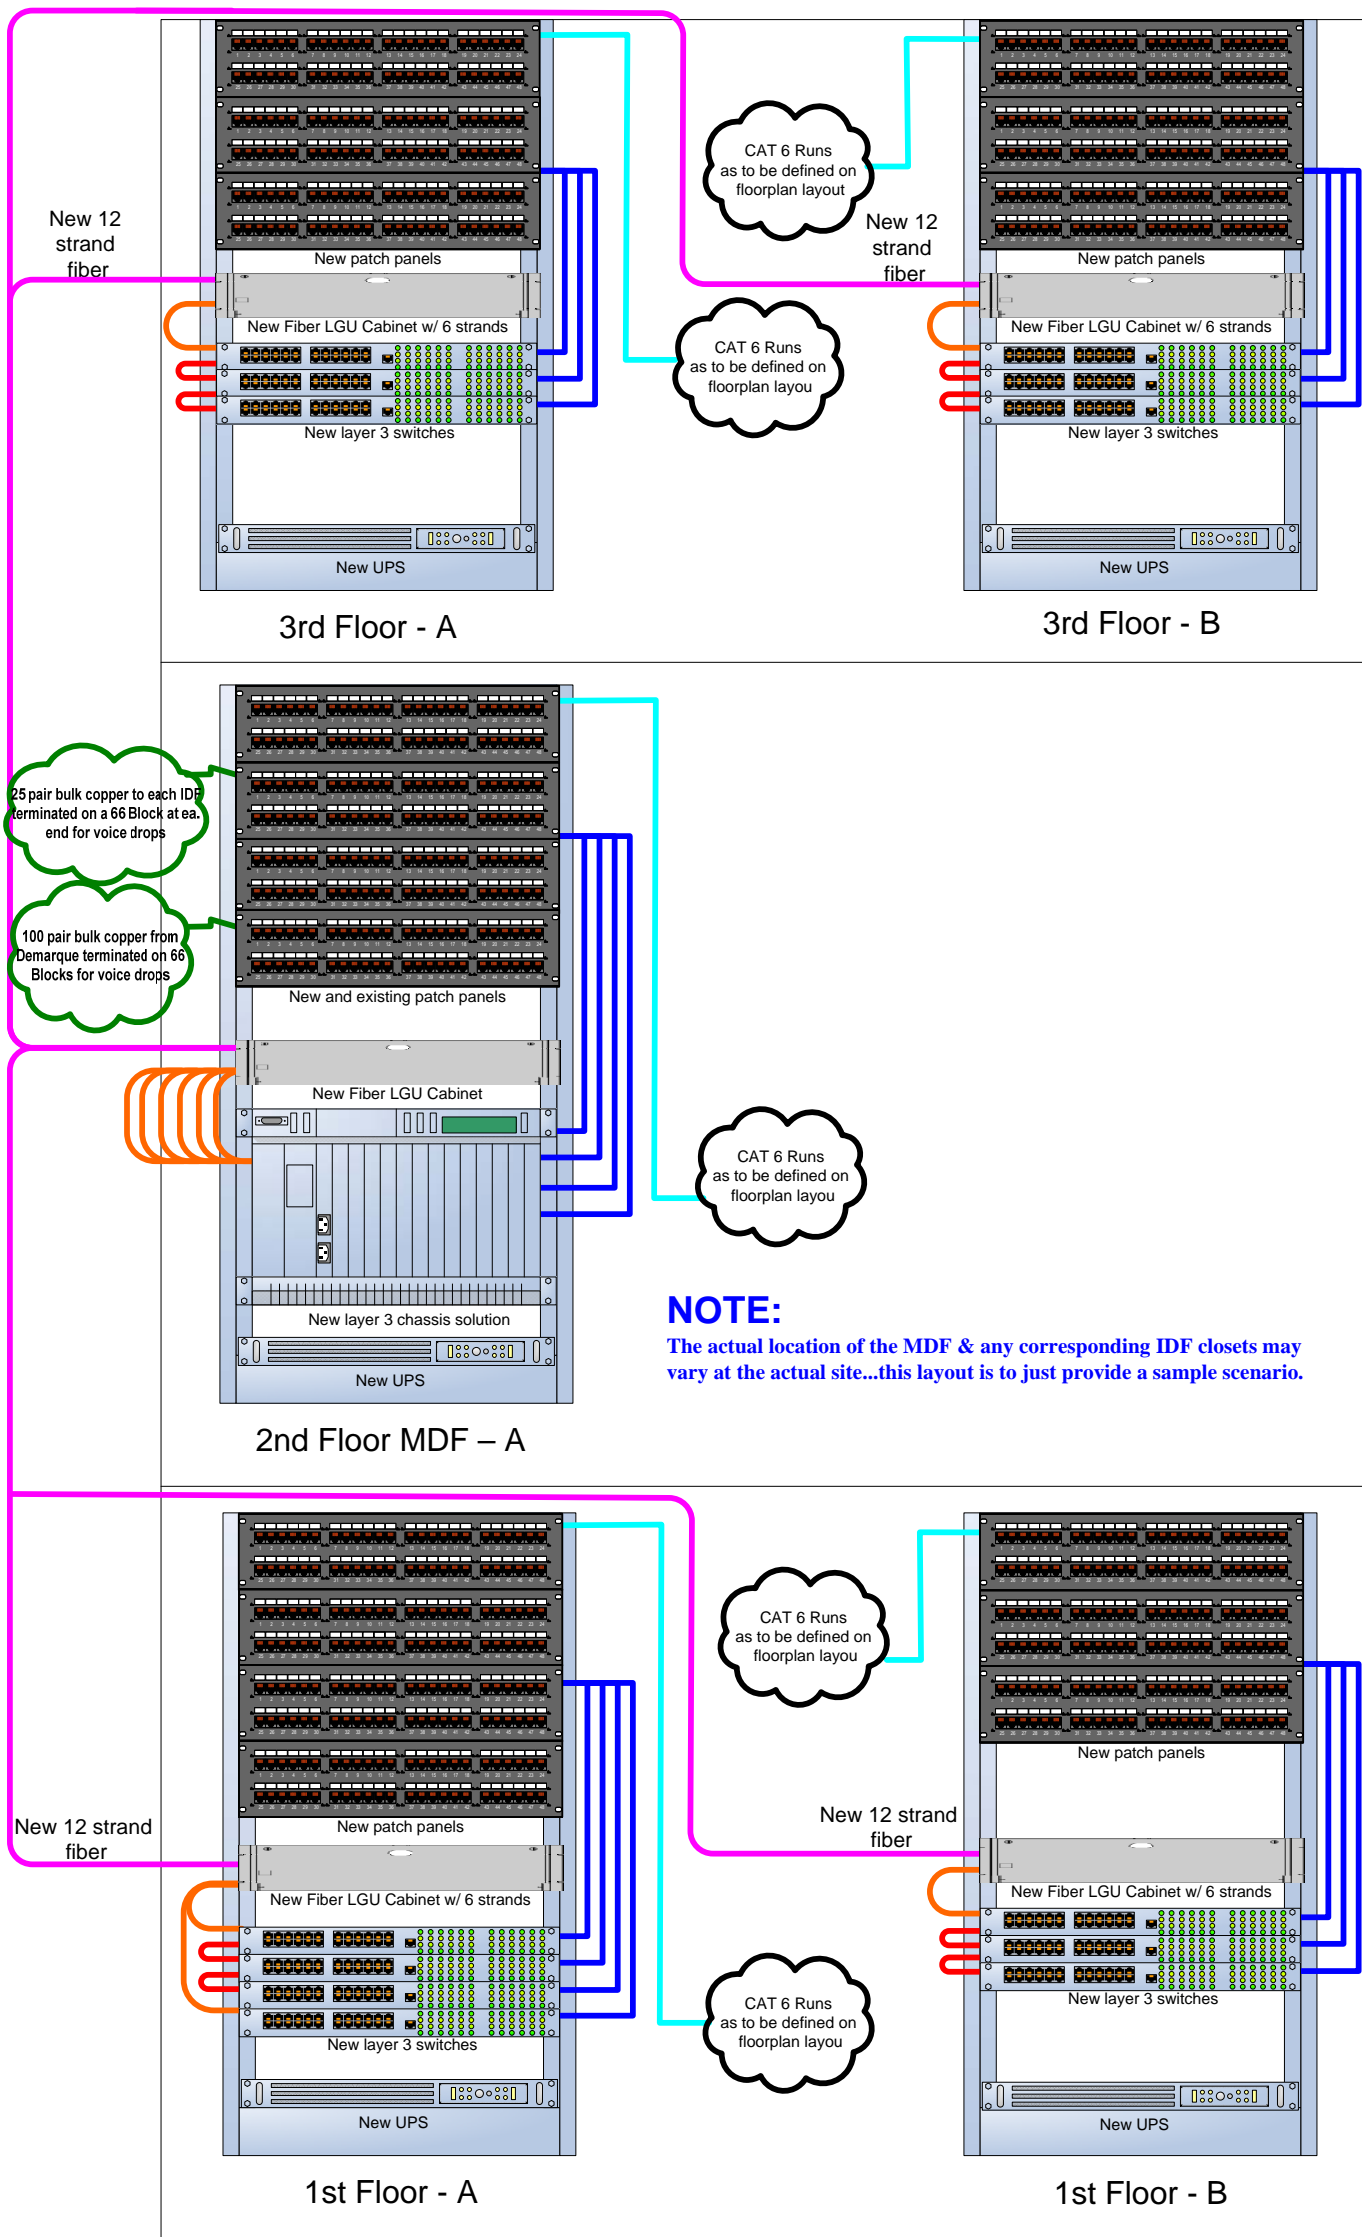 New 12
strand
fiber
New patch panels
New Fiber LGU Cabinet w/ 6 strands
New layer 3 switches
New UPS
3rd Floor - A
CAT 6 Runs
as to be defined on
floorplan layout
CAT 6 Runs
as to be defined on
floorplan layou
New 12
strand
fiber
New patch panels
New Fiber LGU Cabinet w/ 6 strands
New layer 3 switches
New UPS
3rd Floor - B
25 pair bulk copper to each IDF
terminated on a 66 Block at ea.
end for voice drops
100 pair bulk copper from
Demarque terminated on 66
Blocks for voice drops
New and existing patch panels
New Fiber LGU Cabinet
New layer 3 chassis solution
New UPS
2nd Floor MDF – A
CAT 6 Runs
as to be defined on
floorplan layou
NOTE:
The actual location of the MDF & any corresponding IDF closets may
vary at the actual site...this layout is to just provide a sample scenario.
New 12 strand
fiber
New patch panels
New Fiber LGU Cabinet w/ 6 strands
New layer 3 switches
New UPS
1st Floor - A
CAT 6 Runs
as to be defined on
floorplan layou
CAT 6 Runs
as to be defined on
floorplan layou
New 12 strand
fiber
New patch panels
New Fiber LGU Cabinet w/ 6 strands
New layer 3 switches
New UPS
1st Floor - B